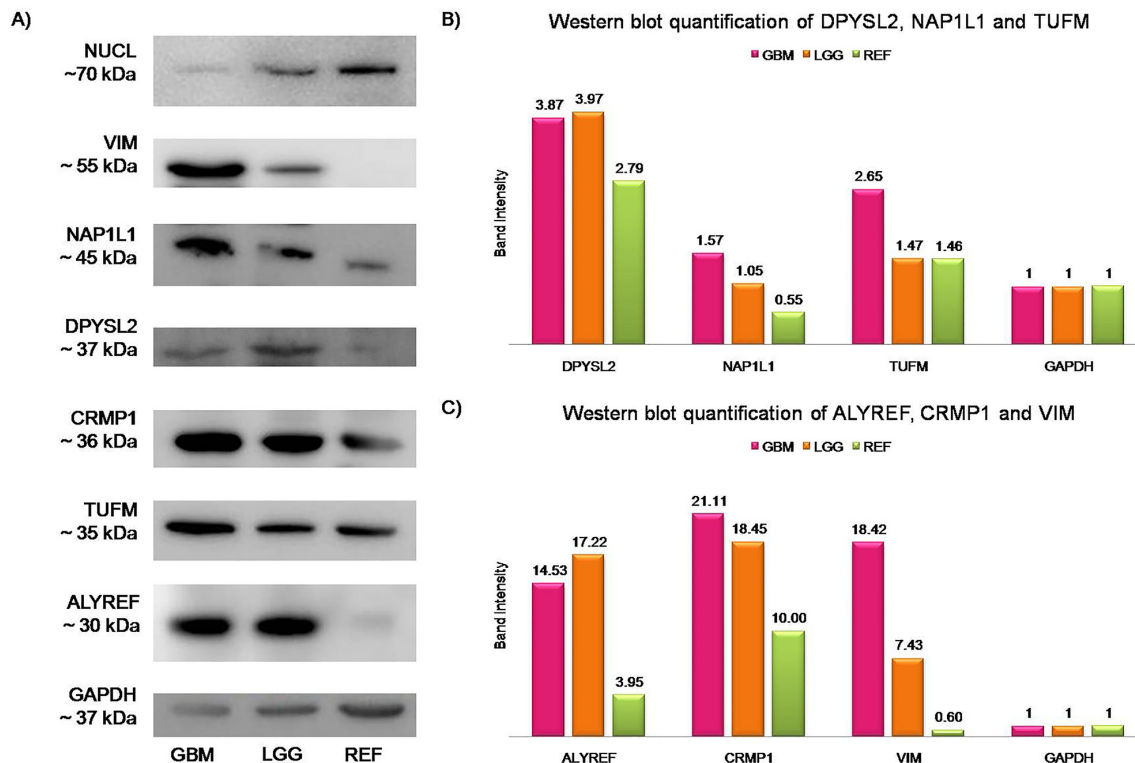 A)
NUCL
~70 kDa
VIM
~ 55 kDa
NAP1L1
~ 45 kDa
DPYSL2
~ 37 kDa
CRMP1
~ 36 kDa
TUFM
~ 35 kDa
ALYREF
~ 30 kDa
GAPDH
~ 37 kDa
GBM LGG REF
B)
Western blot quantification of DPYSL2, NAP1L1 and TUFM
GBM LGG REF
Band Intensity
3.87 3.97 2.79
1.57 1.05 0.55
2.65 1.47 1.46
1 1 1
DPYSL2 NAP1L1 TUFM GAPDH
C)
Western blot quantification of ALYREF, CRMP1 and VIM
GBM LGG REF
Band Intensity
14.53 17.22 3.95
21.11 18.45 10.00
18.42 7.43 0.60
1 1 1
ALYREF CRMP1 VIM GAPDH